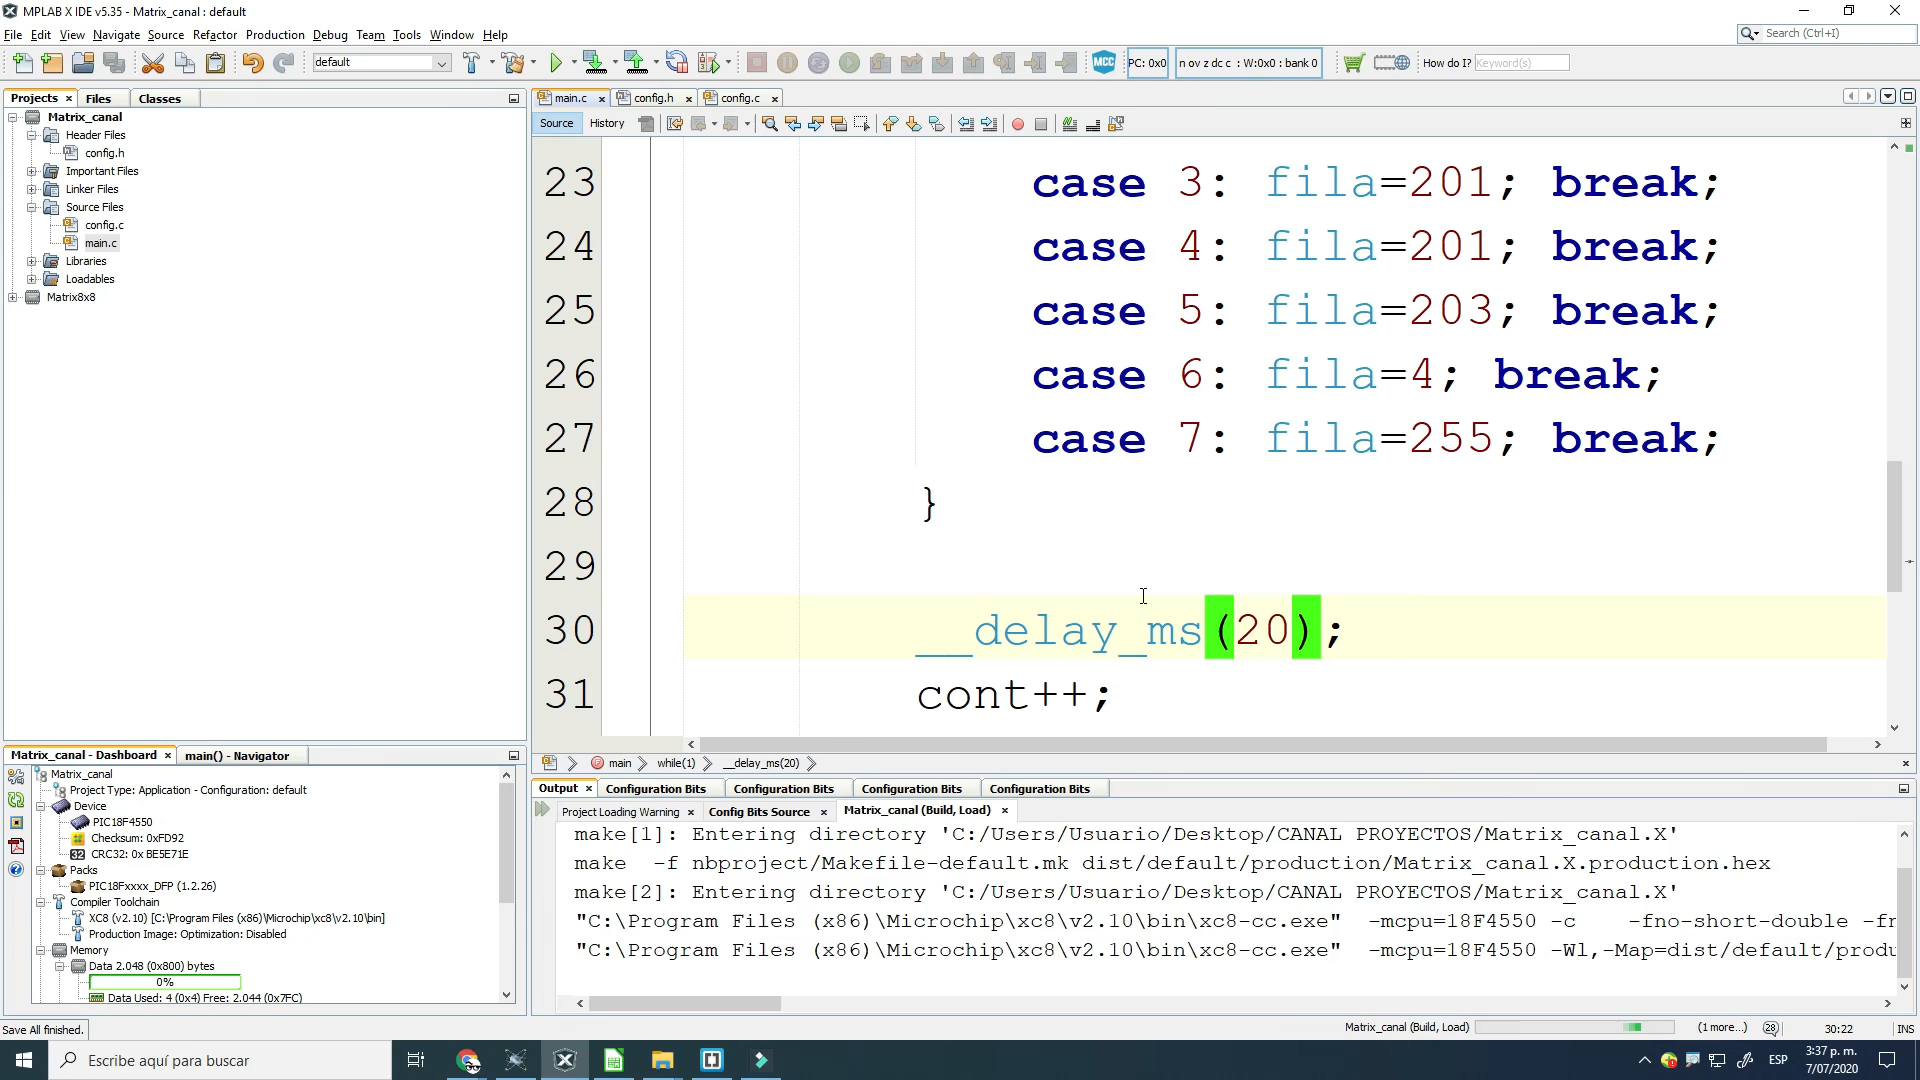 MPLAB X IDE v5.35 - Matrix_canal : default
File Edit View Navigate Source Refactor Production Debug Team Tools Window Help
Search (Ctrl+I)
default
MCC
PC: 0x0
n ov z dc c : W:0x0 : bank 0
How do I? Keyword(s)
Projects
Files
Classes
main.c
config.h
config.c
Matrix_canal
Header Files
config.h
Important Files
Linker Files
Source Files
config.c
main.c
Libraries
Loadables
Matrix8x8
Source
History
23 case 3: fila=201; break;
24 case 4: fila=201; break;
25 case 5: fila=203; break;
26 case 6: fila=4; break;
27 case 7: fila=255; break;
28 }
29
30 __delay_ms(20);
31 cont++;
main
while(1)
__delay_ms(20)
Matrix_canal - Dashboard
main() - Navigator
Matrix_canal
Project Type: Application - Configuration: default
Device
PIC18F4550
Checksum: 0xFD92
32 CRC32: 0x BE5E71E
Packs
PIC18Fxxxx_DFP (1.2.26)
Compiler Toolchain
XC8 (v2.10) [C:\Program Files (x86)\Microchip\xc8\v2.10\bin]
Production Image: Optimization: Disabled
Memory
Data 2.048 (0x800) bytes
0%
Data Used: 4 (0x4) Free: 2.044 (0x7FC)
Output
Configuration Bits
Configuration Bits
Configuration Bits
Configuration Bits
Project Loading Warning
Config Bits Source
Matrix_canal (Build, Load)
make[1]: Entering directory 'C:/Users/Usuario/Desktop/CANAL PROYECTOS/Matrix_canal.X'
make  -f nbproject/Makefile-default.mk dist/default/production/Matrix_canal.X.production.hex
make[2]: Entering directory 'C:/Users/Usuario/Desktop/CANAL PROYECTOS/Matrix_canal.X'
"C:\Program Files (x86)\Microchip\xc8\v2.10\bin\xc8-cc.exe"  -mcpu=18F4550 -c    -fno-short-double -fn
"C:\Program Files (x86)\Microchip\xc8\v2.10\bin\xc8-cc.exe"  -mcpu=18F4550 -Wl,-Map=dist/default/produ
Save All finished.
Matrix_canal (Build, Load)
(1 more...)
28
30:22
INS
Escribe aquí para buscar
ESP
3:37 p. m.
7/07/2020